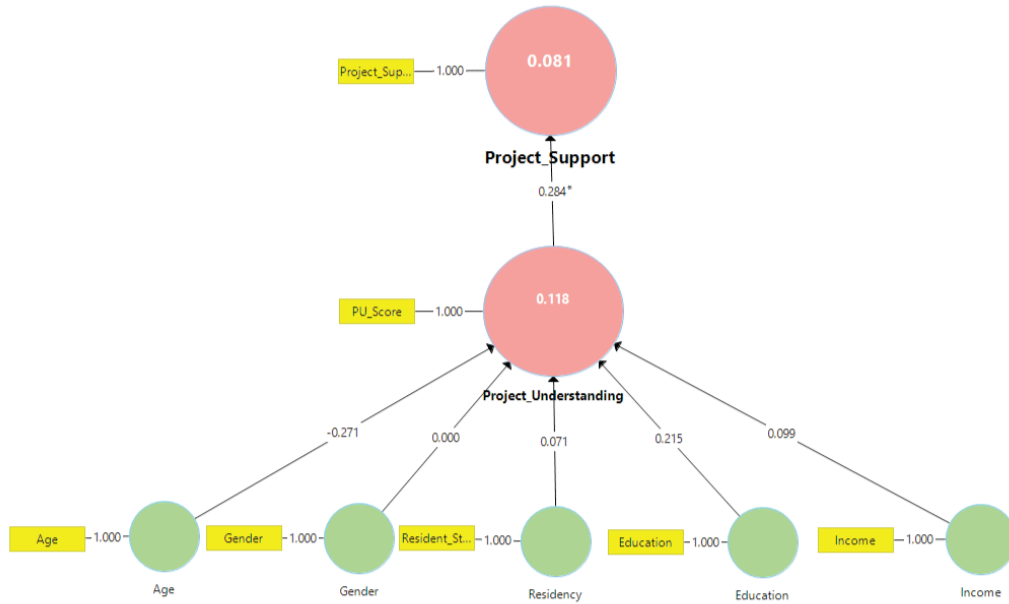 0.081
Project_Sup...
1.000
Project_Support
0.284*
0.118
PU_Score
1.000
Project_Understanding
-0.271
0.000
0.071
0.215
0.099
Age
1.000
Gender
1.000
Resident_St...
1.000
Education
1.000
Income
1.000
Age
Gender
Residency
Education
Income